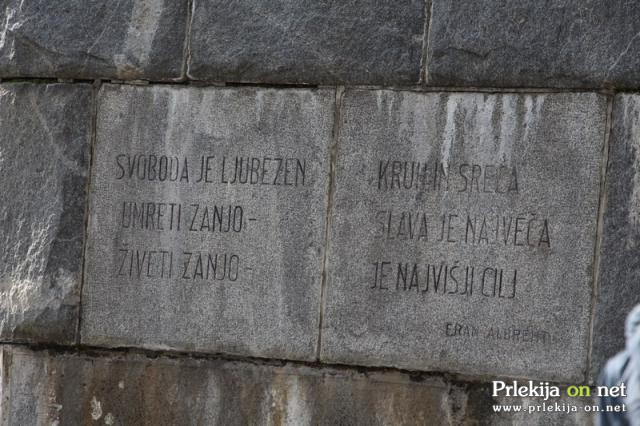 SVOBODA JE LJUBEZEN
UMRETI ZANJO -
ŽIVETI ZANJO -
KRUH IN SREČA
SLAVA JE NAJVEČA
JE NAJVIŠJI CILJ
FRAN ALBREHT
Prlekija on net
www.prlekija-on.net